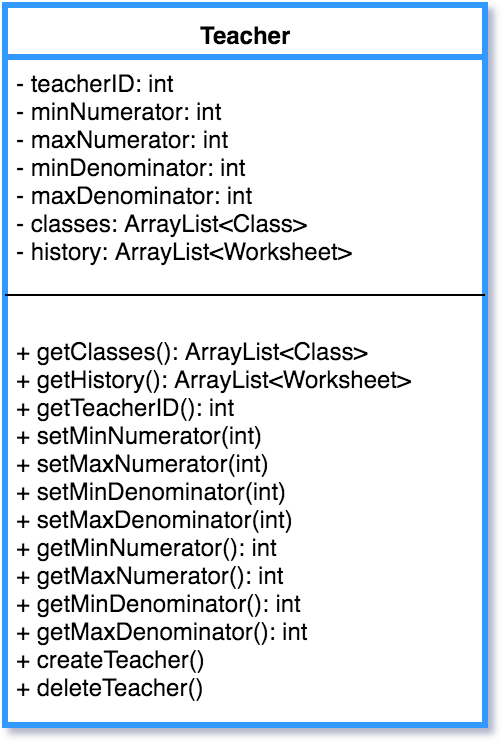 Teacher
- teacherID: int
- minNumerator: int
- maxNumerator: int
- minDenominator: int
- maxDenominator: int
- classes: ArrayList<Class>
- history: ArrayList<Worksheet>
+ getClasses(): ArrayList<Class>
+ getHistory(): ArrayList<Worksheet>
+ getTeacherID(): int
+ setMinNumerator(int)
+ setMaxNumerator(int)
+ setMinDenominator(int)
+ setMaxDenominator(int)
+ getMinNumerator(): int
+ getMaxNumerator(): int
+ getMinDenominator(): int
+ getMaxDenominator(): int
+ createTeacher()
+ deleteTeacher()